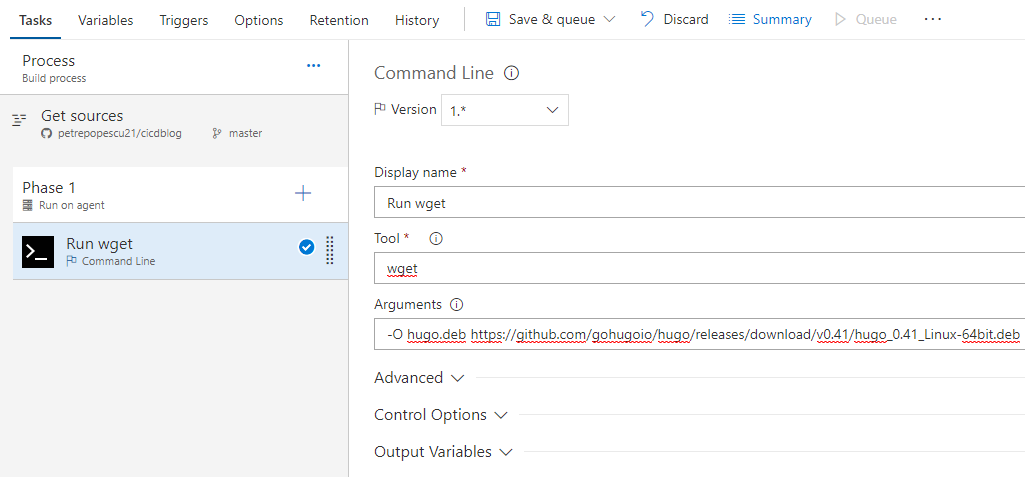 Tasks Variables Triggers Options Retention History Save & queue Discard Summary Queue ...
Process
Build process
Get sources
petrepopescu21/cicdblog master
Phase 1
Run on agent
Run wget
Command Line
Command Line
Version 1.*
Display name *
Run wget
Tool *
wget
Arguments
-O hugo.deb https://github.com/gohugoio/hugo/releases/download/v0.41/hugo_0.41_Linux-64bit.deb
Advanced
Control Options
Output Variables